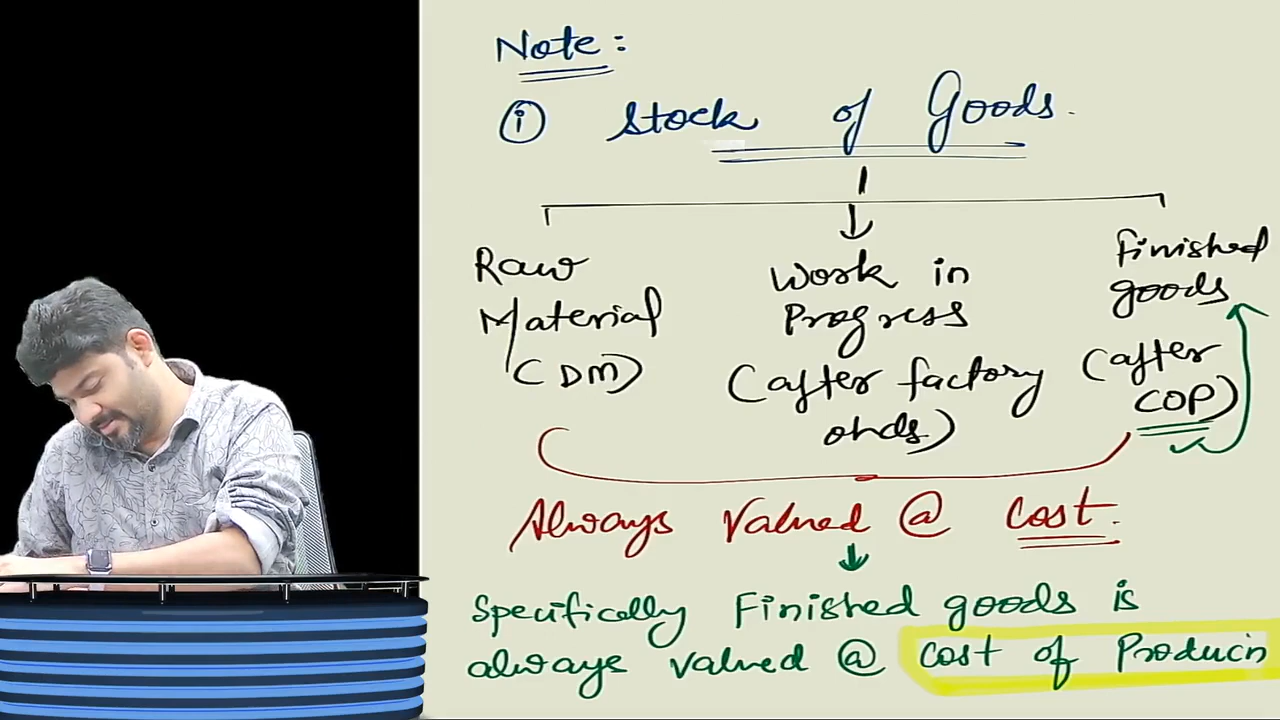 Note:
① Stock of Goods.
Raw
Material
(DM)
Work in
Progress
(after factory
ohds)
Finished
goods
(after
COP)
Always valued @ cost.
Specifically Finished goods is
always valued @ cost of Producn